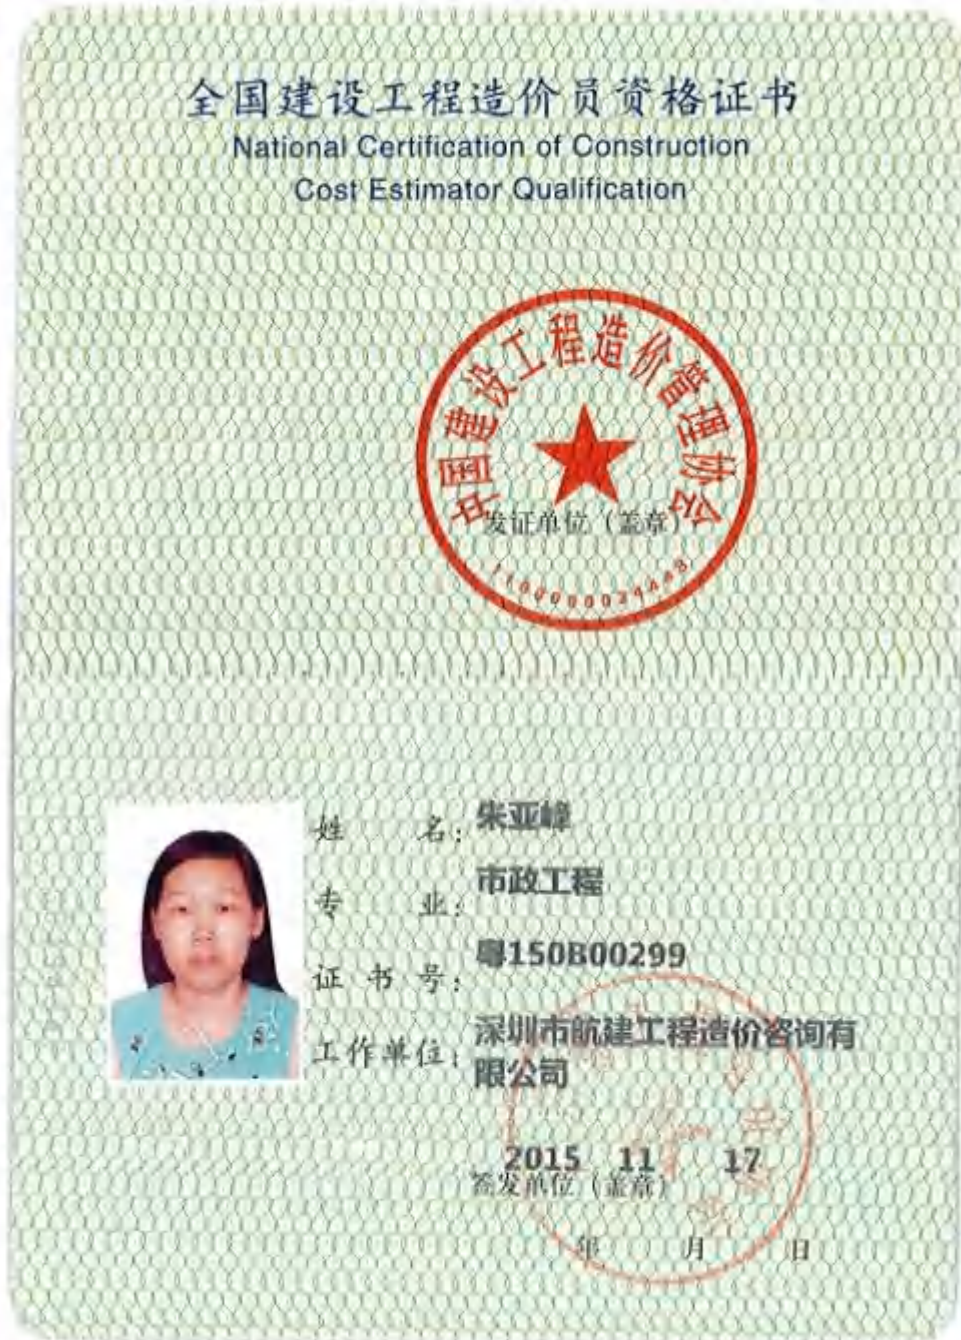 全国建设工程造价员资格证书
National Certification of Construction
Cost Estimator Qualification
中国建设工程造价管理协会
发证单位（盖章）
姓 名：朱亚峰
专 业：市政工程
证 书 号：粤150B00299
工作单位：深圳市航建工程造价咨询有
限公司
2015 11 17
签发单位（盖章）
年 月 日